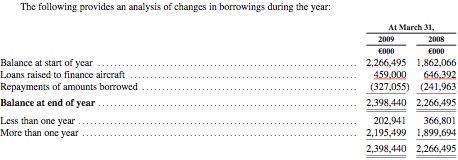 The following provides an analysis of changes in borrowings during the year:
At March 31,
2009 2008
€000 €000
Balance at start of year 2,266,495 1,862,066
Loans raised to finance aircraft 459,000 646,392
Repayments of amounts borrowed (327,055) (241,963
Balance at end of year 2,398,440 2,266,495
Less than one year 202,941 366,801
More than one year 2,195,499 1,899,694
2,398,440 2,266,495